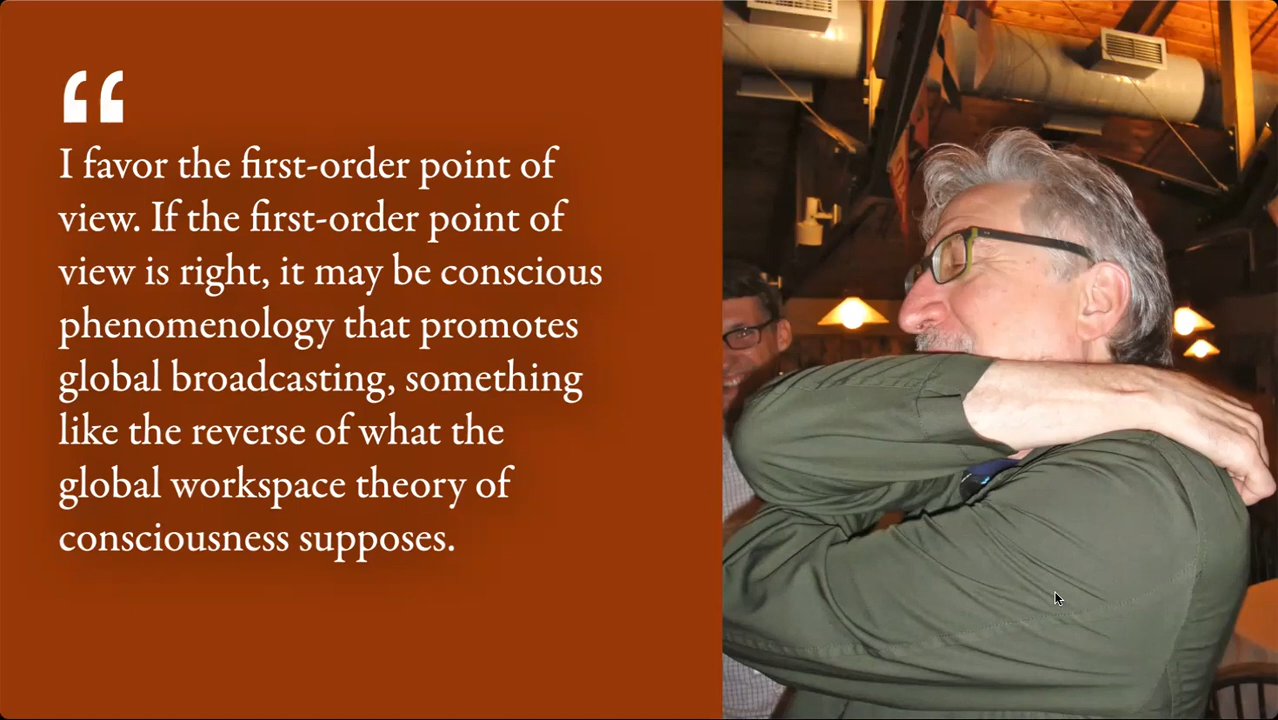 “
I favor the first-order point of
view. If the first-order point of
view is right, it may be conscious
phenomenology that promotes
global broadcasting, something
like the reverse of what the
global workspace theory of
consciousness supposes.